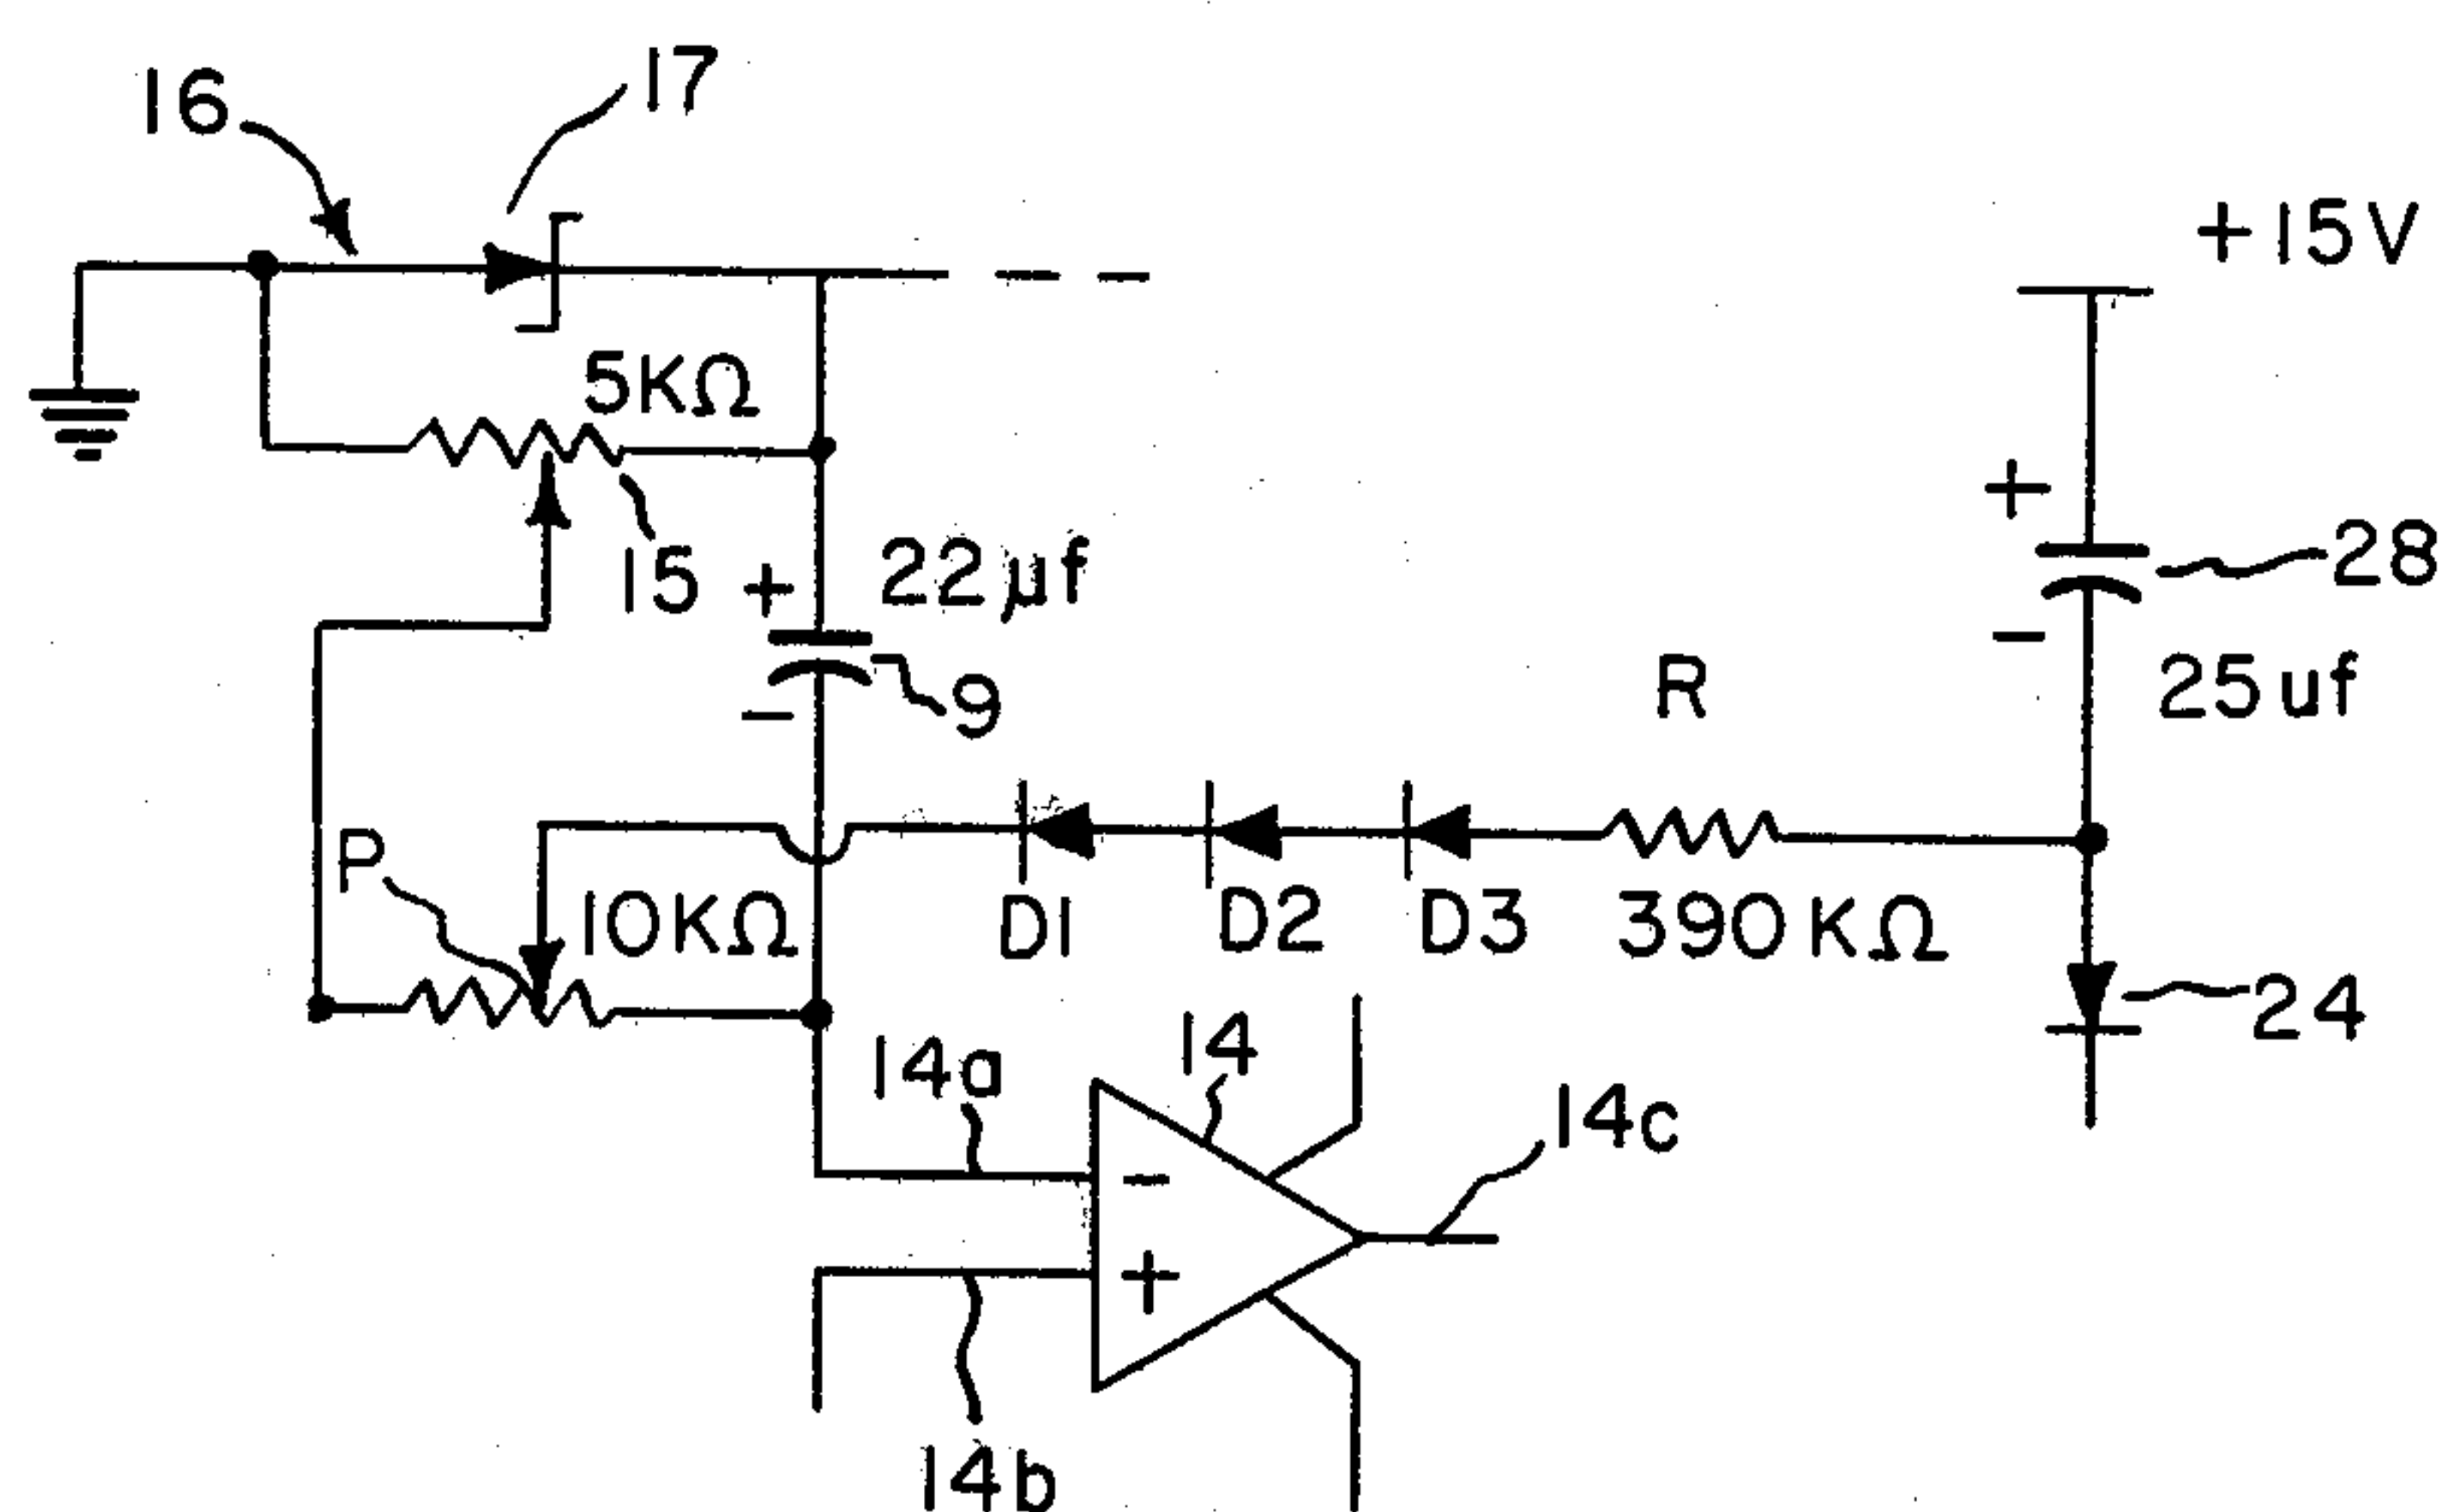 17
16
+15V
5KΩ
+
28
15
+
22µf
R
25uf
−
9
−
P
10KΩ
D1
D2
D3
390KΩ
24
14a
14
14c
−
+
14b